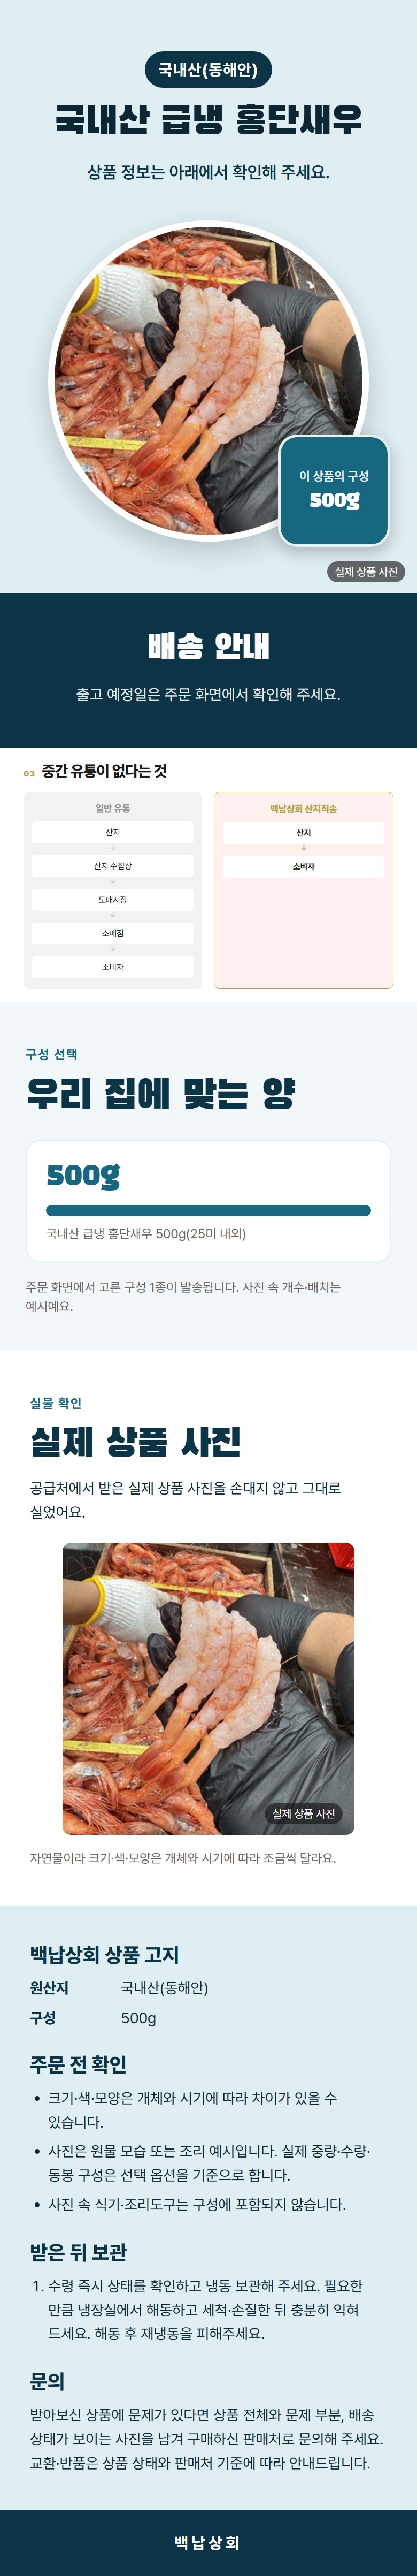 국내산(동해안)
국내산 급냉 홍단새우
상품 정보는 아래에서 확인해 주세요.
이 상품의 구성
500g
실제 상품 사진
배송 안내
출고 예정일은 주문 화면에서 확인해 주세요.
03 중간 유통이 없다는 것
일반 유통
산지
↓
산지 수집상
↓
도매시장
↓
소매점
↓
소비자
백납상회 산지직송
산지
↓
소비자
구성 선택
우리 집에 맞는 양
500g
국내산 급냉 홍단새우 500g(25미 내외)
주문 화면에서 고른 구성 1종이 발송됩니다. 사진 속 개수·배치는
예시예요.
실물 확인
실제 상품 사진
공급처에서 받은 실제 상품 사진을 손대지 않고 그대로
실었어요.
실제 상품 사진
자연물이라 크기·색·모양은 개체와 시기에 따라 조금씩 달라요.
백납상회 상품 고지
원산지 국내산(동해안)
구성 500g
주문 전 확인
• 크기·색·모양은 개체와 시기에 따라 차이가 있을 수
있습니다.
• 사진은 원물 모습 또는 조리 예시입니다. 실제 중량·수량·
동봉 구성은 선택 옵션을 기준으로 합니다.
• 사진 속 식기·조리도구는 구성에 포함되지 않습니다.
받은 뒤 보관
1. 수령 즉시 상태를 확인하고 냉동 보관해 주세요. 필요한
만큼 냉장실에서 해동하고 세척·손질한 뒤 충분히 익혀
드세요. 해동 후 재냉동을 피해주세요.
문의
받아보신 상품에 문제가 있다면 상품 전체와 문제 부분, 배송
상태가 보이는 사진을 남겨 구매하신 판매처로 문의해 주세요.
교환·반품은 상품 상태와 판매처 기준에 따라 안내드립니다.
백납상회